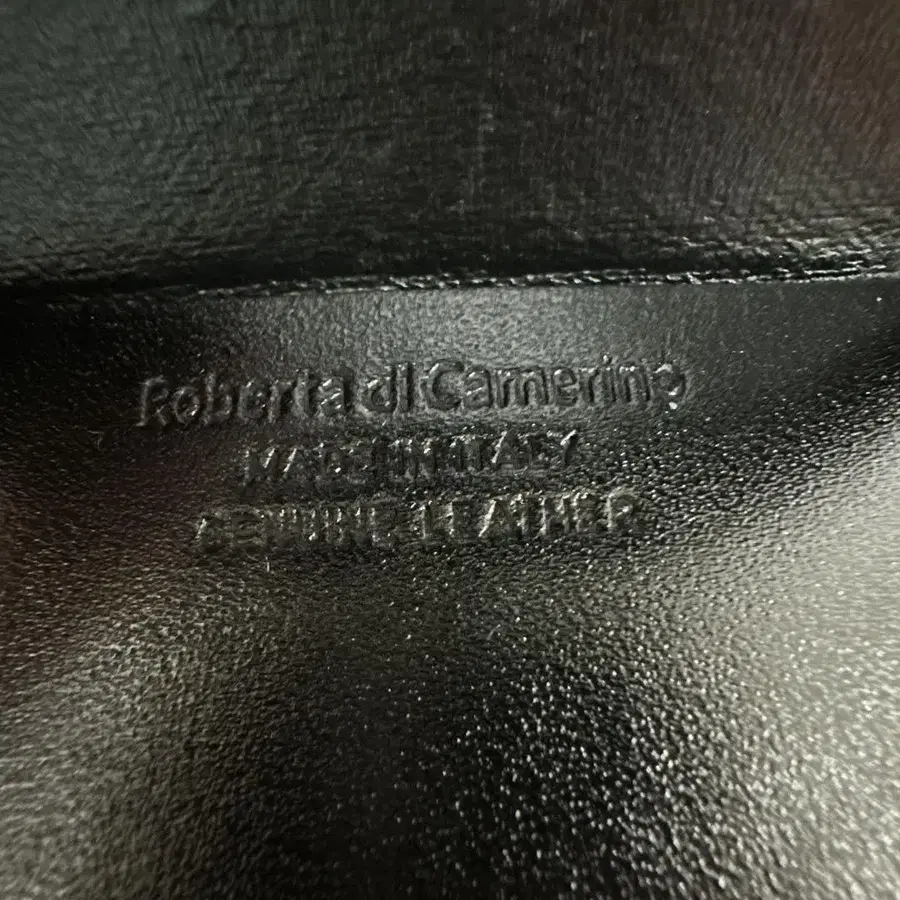 Roberta di Camerino
MADE IN ITALY
GENUINE LEATHER